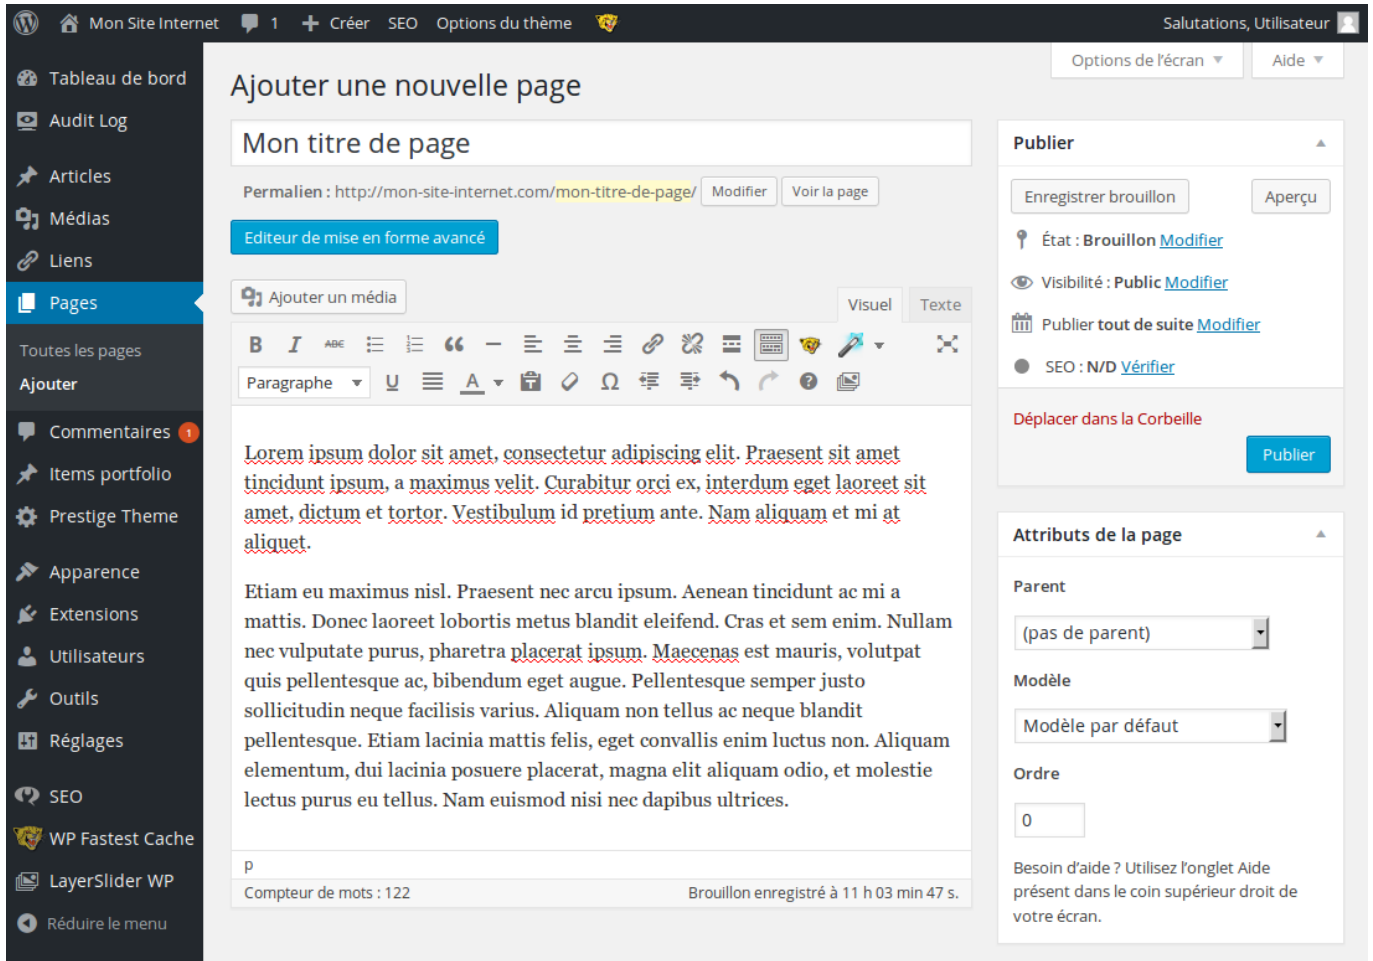 Mon Site Internet 1 Créer SEO Options du thème Salutations, Utilisateur
Options de l'écran Aide
Tableau de bord
Audit Log
Articles
Médias
Liens
Pages
Toutes les pages
Ajouter
Commentaires 1
Items portfolio
Prestige Theme
Apparence
Extensions
Utilisateurs
Outils
Réglages
SEO
WP Fastest Cache
LayerSlider WP
Réduire le menu
Ajouter une nouvelle page
Mon titre de page
Permalien : http://mon-site-internet.com/mon-titre-de-page/ Modifier Voir la page
Editeur de mise en forme avancé
Ajouter un média
Visuel Texte
B I ABE
Paragraphe U A Ω
Lorem ipsum dolor sit amet, consectetur adipiscing elit. Praesent sit amet
tincidunt ipsum, a maximus velit. Curabitur orci ex, interdum eget laoreet sit
amet, dictum et tortor. Vestibulum id pretium ante. Nam aliquam et mi at
aliquet.
Etiam eu maximus nisl. Praesent nec arcu ipsum. Aenean tincidunt ac mi a
mattis. Donec laoreet lobortis metus blandit eleifend. Cras et sem enim. Nullam
nec vulputate purus, pharetra placerat ipsum. Maecenas est mauris, volutpat
quis pellentesque ac, bibendum eget augue. Pellentesque semper justo
sollicitudin neque facilisis varius. Aliquam non tellus ac neque blandit
pellentesque. Etiam lacinia mattis felis, eget convallis enim luctus non. Aliquam
elementum, dui lacinia posuere placerat, magna elit aliquam odio, et molestie
lectus purus eu tellus. Nam euismod nisi nec dapibus ultrices.
p
Compteur de mots : 122 Brouillon enregistré à 11 h 03 min 47 s.
Publier
Enregistrer brouillon Aperçu
État : Brouillon Modifier
Visibilité : Public Modifier
Publier tout de suite Modifier
SEO : N/D Vérifier
Déplacer dans la Corbeille
Publier
Attributs de la page
Parent
(pas de parent)
Modèle
Modèle par défaut
Ordre
0
Besoin d'aide ? Utilisez l'onglet Aide
présent dans le coin supérieur droit de
votre écran.